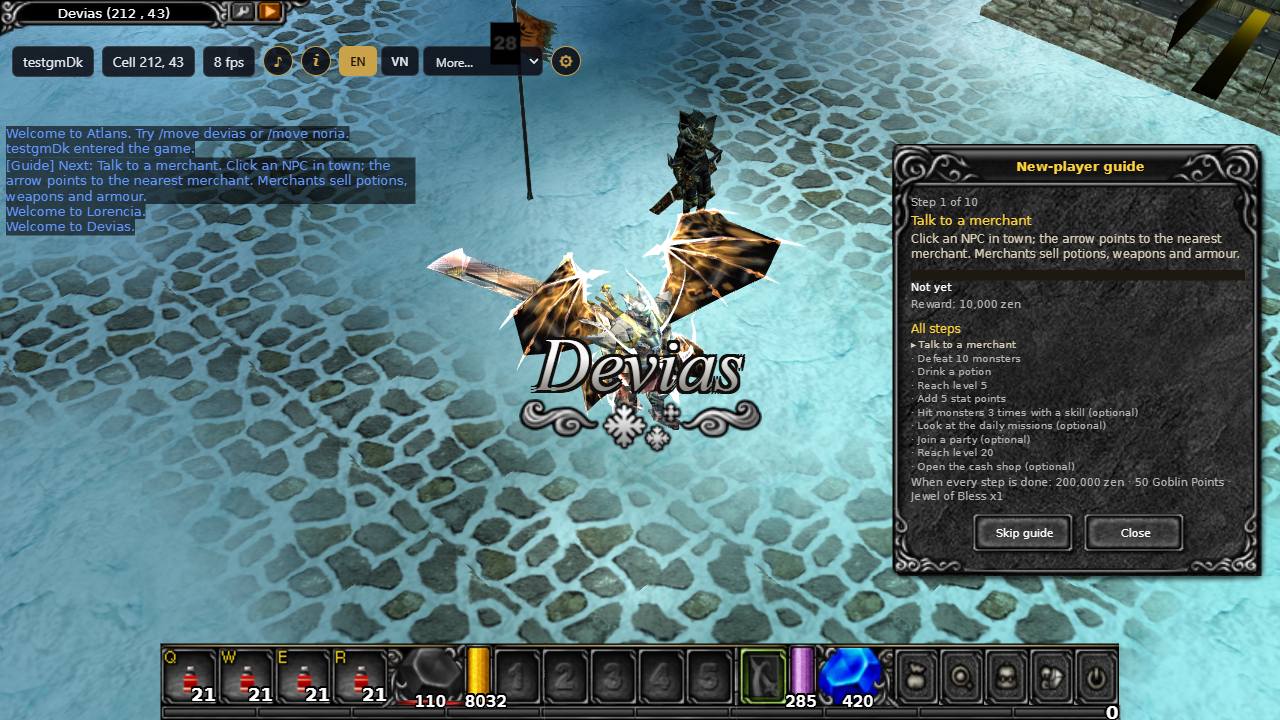 Devias (212 , 43)
testgmDk
Cell 212, 43
8 fps
EN
VN
More...
28
Welcome to Atlans. Try /move devias or /move noria.
testgmDk entered the game.
[Guide] Next: Talk to a merchant. Click an NPC in town; the
arrow points to the nearest merchant. Merchants sell potions,
weapons and armour.
Welcome to Lorencia.
Welcome to Devias.
New-player guide
Step 1 of 10
Talk to a merchant
Click an NPC in town; the arrow points to the nearest
merchant. Merchants sell potions, weapons and armour.
Not yet
Reward: 10,000 zen
All steps
▸ Talk to a merchant
· Defeat 10 monsters
· Drink a potion
· Reach level 5
· Add 5 stat points
· Hit monsters 3 times with a skill (optional)
· Look at the daily missions (optional)
· Join a party (optional)
· Reach level 20
· Open the cash shop (optional)
When every step is done: 200,000 zen · 50 Goblin Points ·
Jewel of Bless x1
Skip guide
Close
Devias
Q
W
E
R
21
21
21
21
110
8032
1
2
3
4
5
285
420
0